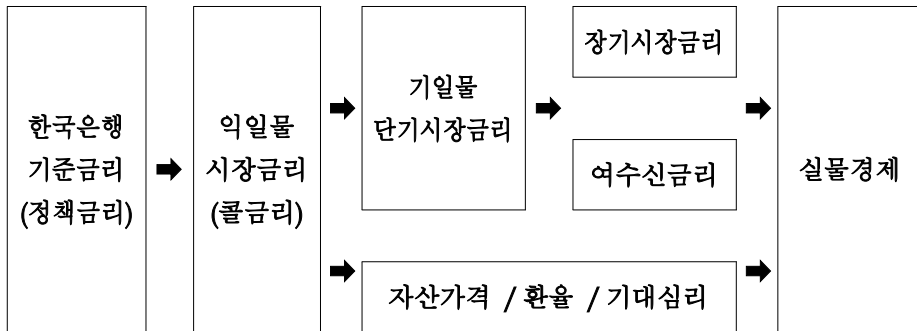 한국은행
기준금리
(정책금리)
익일물
시장금리
(콜금리)
기일물
단기시장금리
장기시장금리
여수신금리
자산가격 / 환율 / 기대심리
실물경제